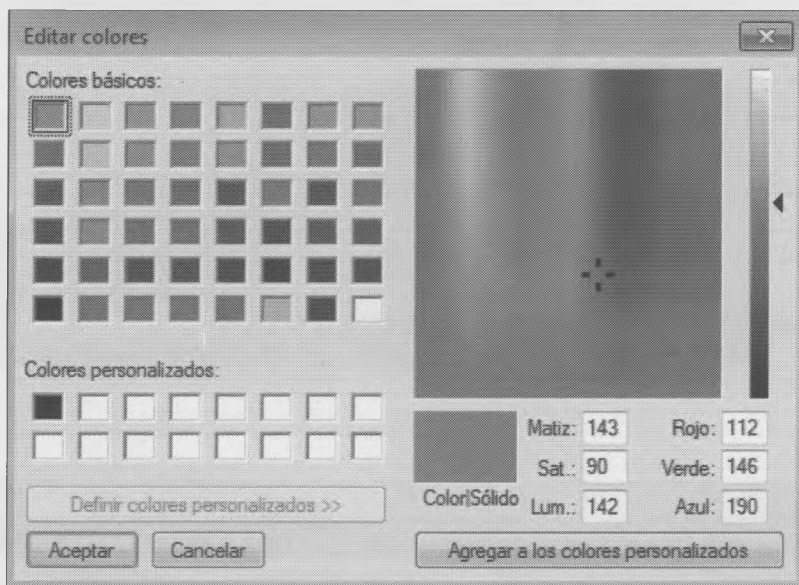 Editar colores
Colores básicos:
Colores personalizados:
Definir colores personalizados >>
Aceptar
Cancelar
Color|Sólido
Matiz: 143
Sat.: 90
Lum.: 142
Rojo: 112
Verde: 146
Azul: 190
Agregar a los colores personalizados